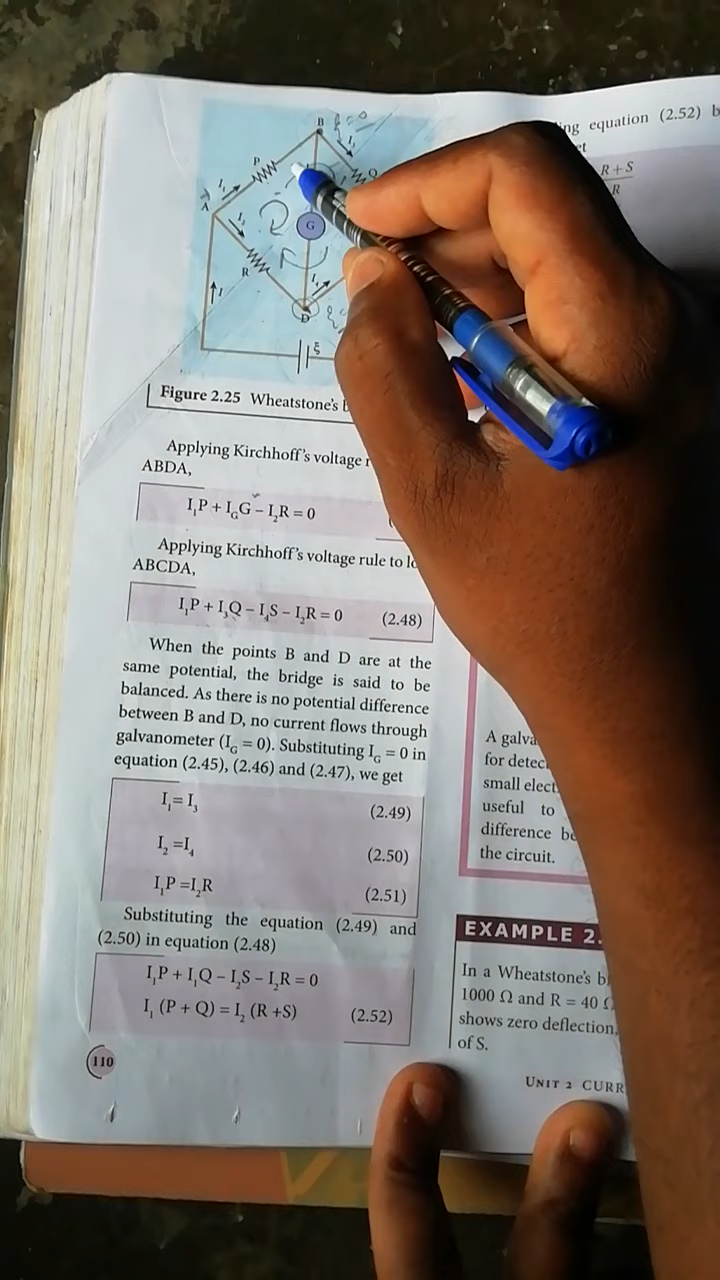 B
I₁
P
Q
I₁
A
I₂
G
R
I₄
I
D
ξ
Figure 2.25 Wheatstone's
Applying Kirchhoff's voltage
ABDA,
I₁P + I_GG – I₂R = 0
Applying Kirchhoff's voltage rule to
ABCDA,
I₁P + I₃Q – I₄S – I₂R = 0 (2.48)
When the points B and D are at the
same potential, the bridge is said to be
balanced. As there is no potential difference
between B and D, no current flows through
galvanometer (I_G = 0). Substituting I_G = 0 in
equation (2.45), (2.46) and (2.47), we get
I₁= I₃ (2.49)
I₂ =I₄ (2.50)
I₁P =I₂R (2.51)
Substituting the equation (2.49) and
(2.50) in equation (2.48)
I₁P + I₁Q – I₂S – I₂R = 0
I₁ (P + Q) = I₂ (R +S) (2.52)
110
equation (2.52)
R + S
R
A
for
small
useful to
difference
the circuit.
EXAMPLE 2.
In a Wheatstone's
1000 Ω and R = 40
shows zero deflection,
of S.
UNIT 2